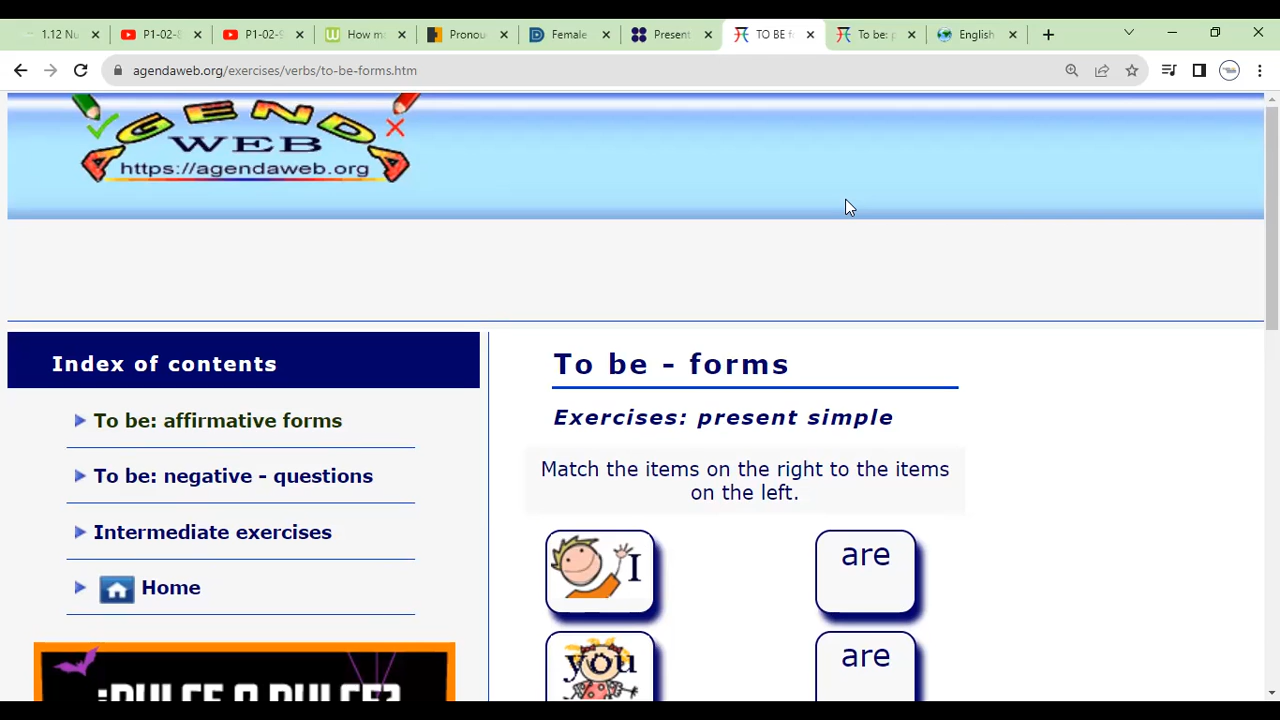 1.12 Nu
P1-02-
P1-02-9
How m
Pronou
Female
Present
TO BE f
To be: p
English
agendaweb.org/exercises/verbs/to-be-forms.htm
AGENDA
WEB
https://agendaweb.org
Index of contents
To be: affirmative forms
To be: negative - questions
Intermediate exercises
Home
To be - forms
Exercises: present simple
Match the items on the right to the items
on the left.
I
are
you
are
¿DULCE O DULCE?